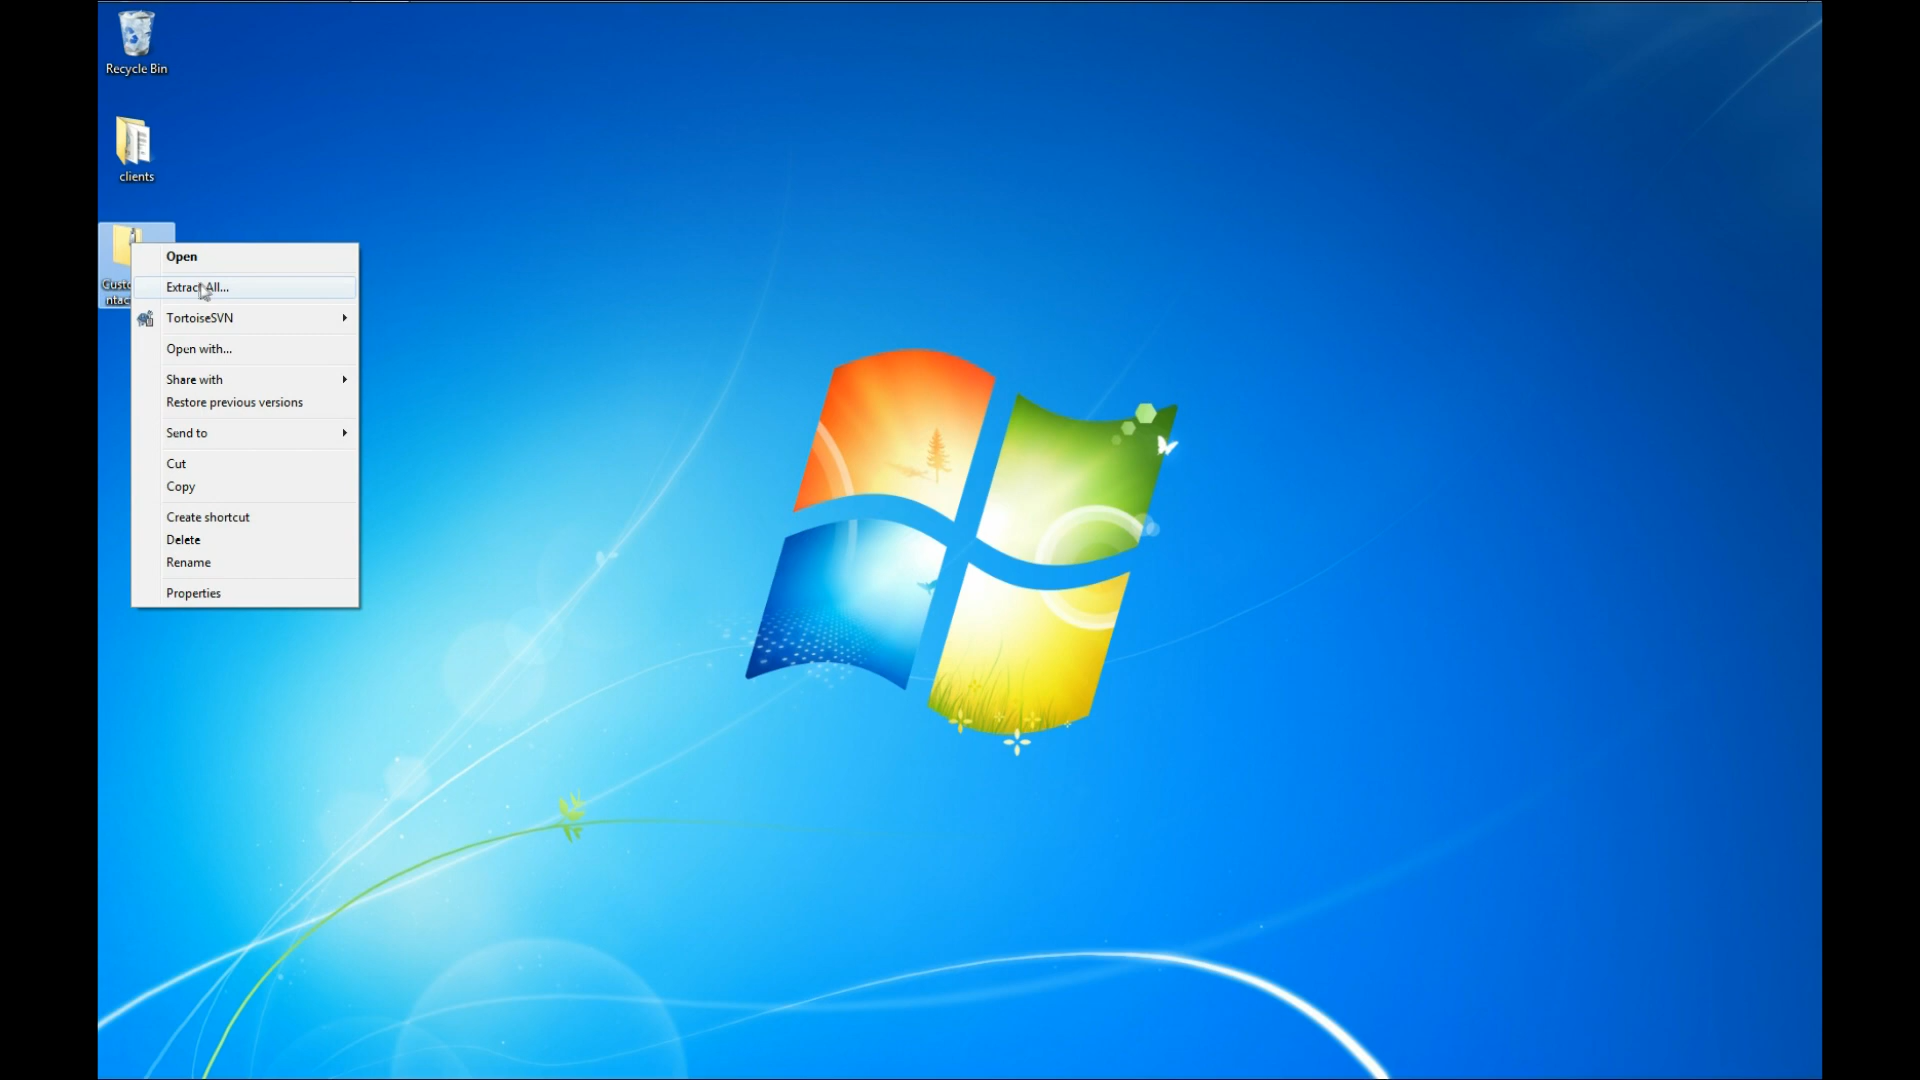 Recycle Bin
clients
Open
Extract All...
TortoiseSVN
Open with...
Share with
Restore previous versions
Send to
Cut
Copy
Create shortcut
Delete
Rename
Properties